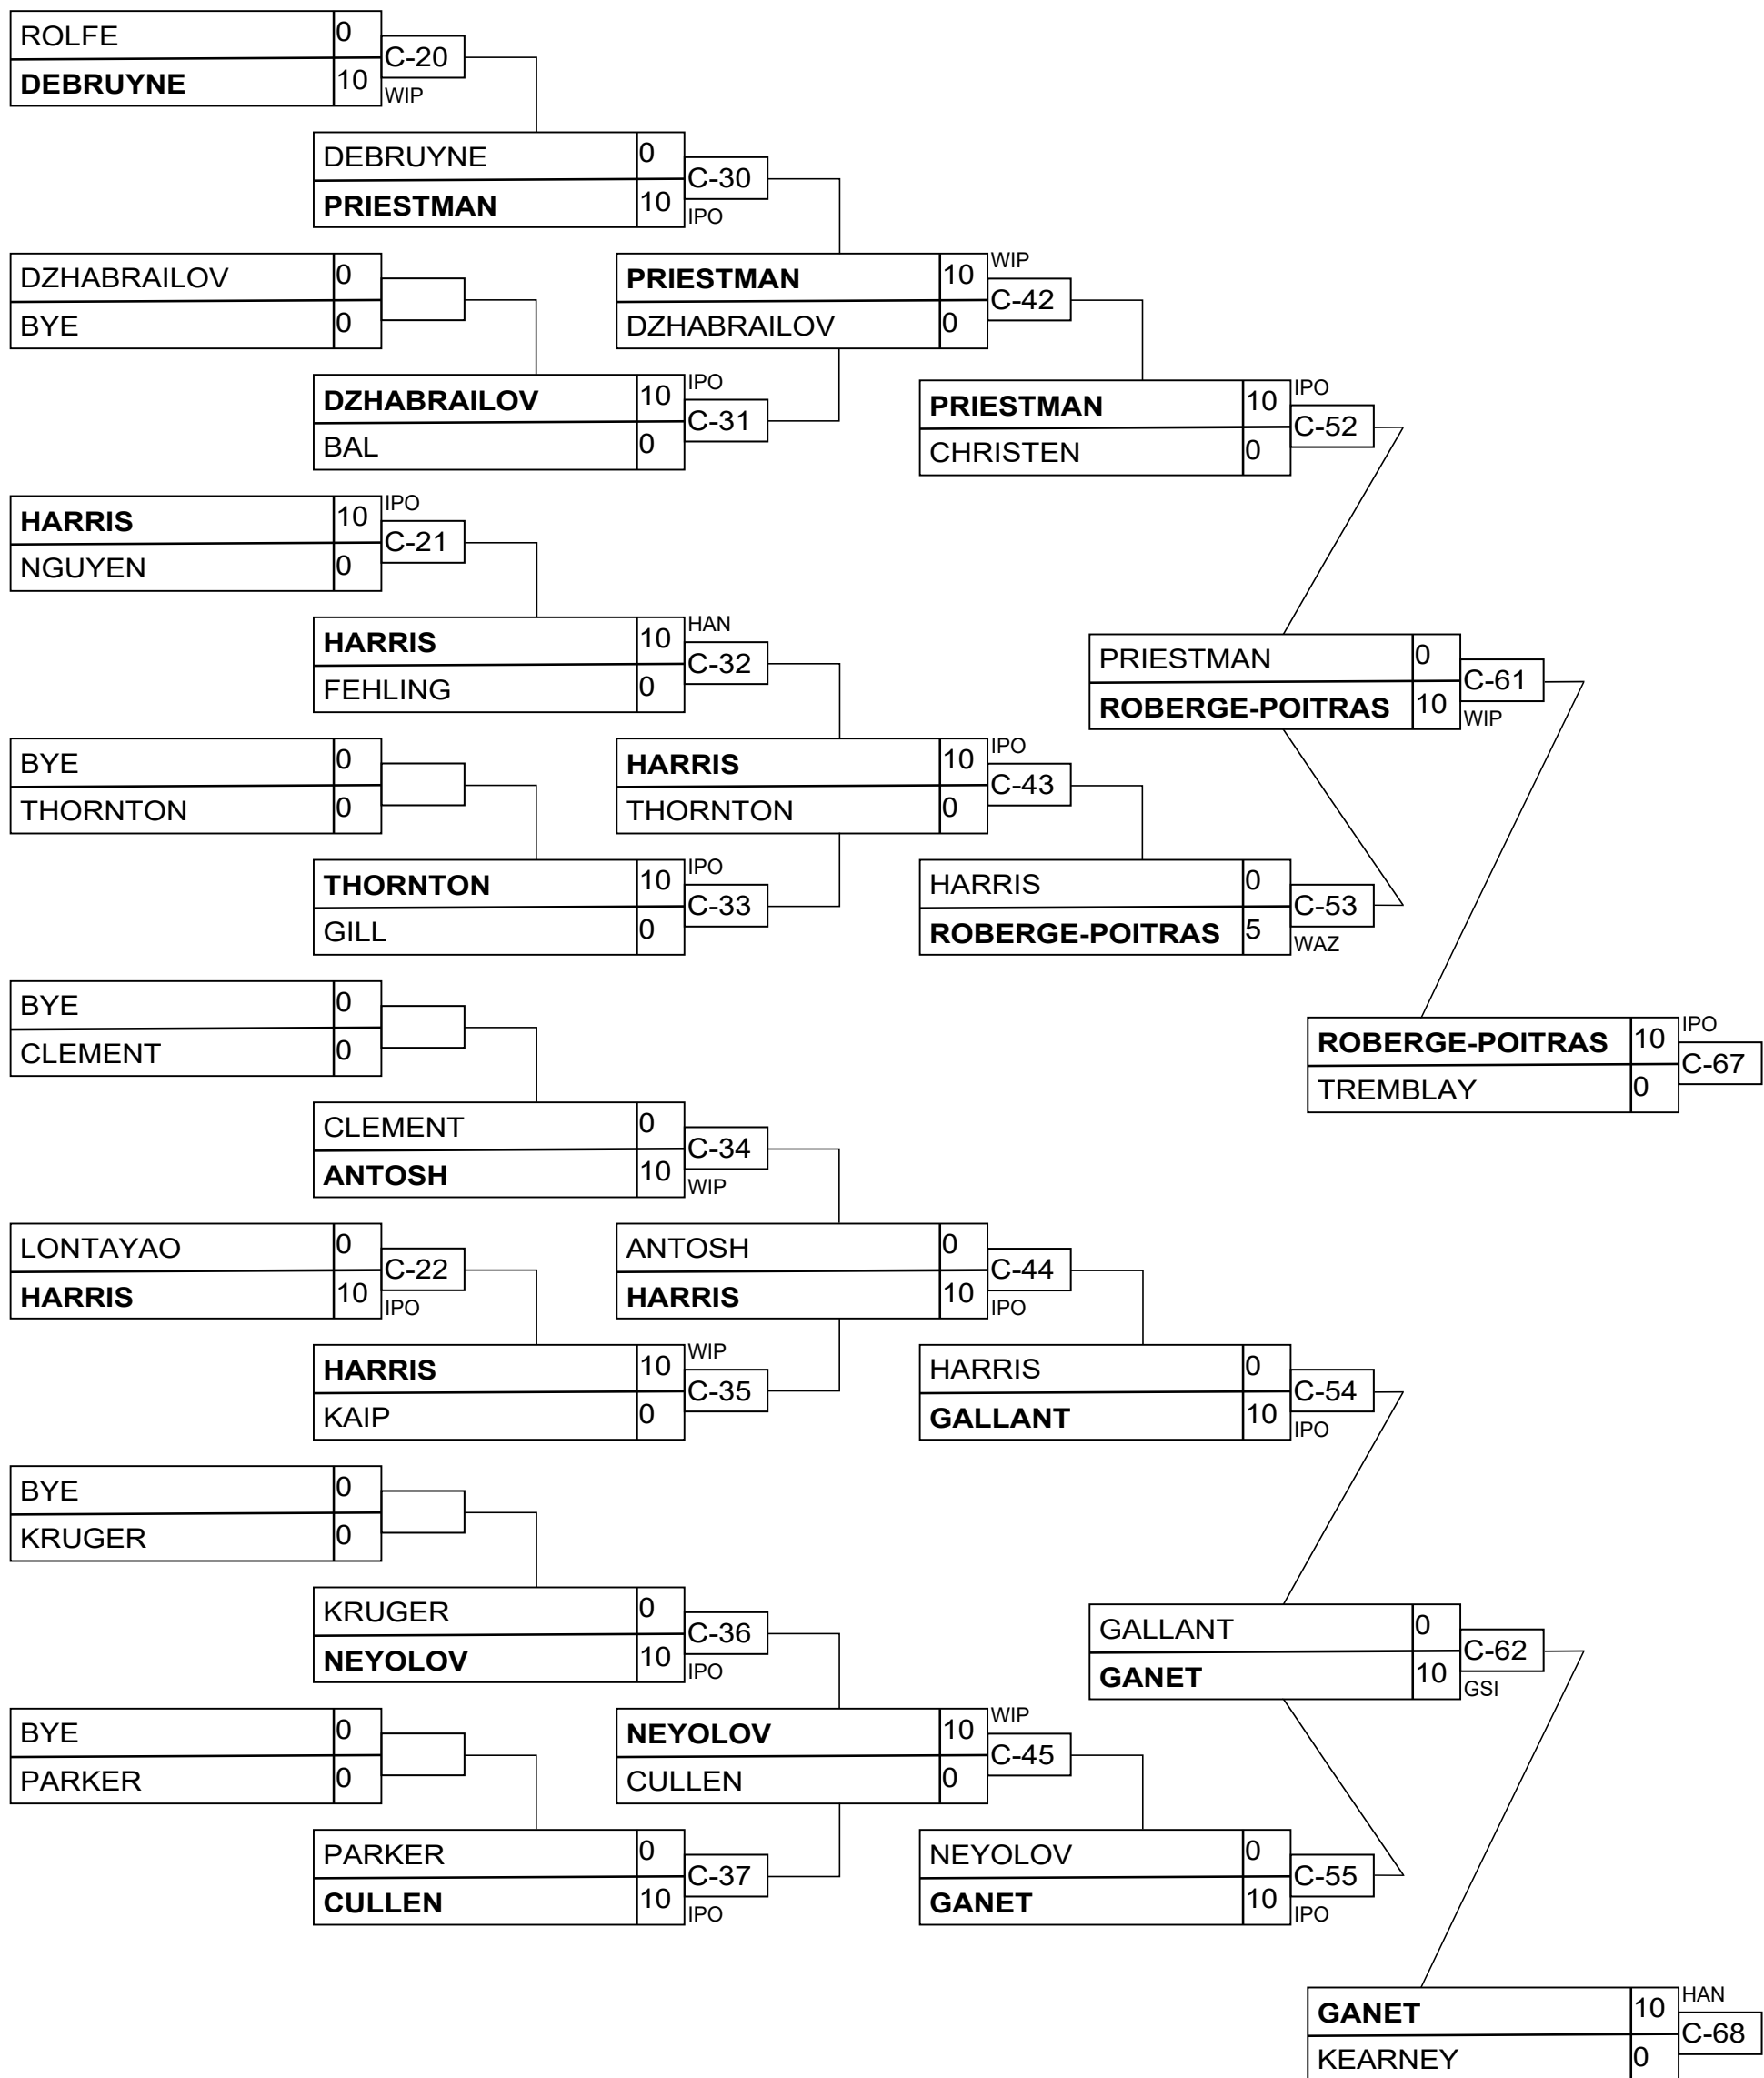 ROLFE 0
C-20
DEBRUYNE 10
WIP
DEBRUYNE 0
C-30
PRIESTMAN 10
IPO
DZHABRAILOV 0
BYE 0
PRIESTMAN 10
WIP
C-42
DZHABRAILOV 0
DZHABRAILOV 10
IPO
C-31
BAL 0
PRIESTMAN 10
IPO
C-52
CHRISTEN 0
HARRIS 10
IPO
C-21
NGUYEN 0
HARRIS 10
HAN
C-32
FEHLING 0
PRIESTMAN 0
C-61
ROBERGE-POITRAS 10
WIP
BYE 0
THORNTON 0
HARRIS 10
IPO
C-43
THORNTON 0
THORNTON 10
IPO
C-33
GILL 0
HARRIS 0
C-53
ROBERGE-POITRAS 5
WAZ
BYE 0
CLEMENT 0
ROBERGE-POITRAS 10
IPO
C-67
TREMBLAY 0
CLEMENT 0
C-34
ANTOSH 10
WIP
LONTAYAO 0
C-22
HARRIS 10
IPO
ANTOSH 0
C-44
HARRIS 10
IPO
HARRIS 10
WIP
C-35
KAIP 0
HARRIS 0
C-54
GALLANT 10
IPO
BYE 0
KRUGER 0
KRUGER 0
C-36
NEYOLOV 10
IPO
GALLANT 0
C-62
GANET 10
GSI
BYE 0
PARKER 0
NEYOLOV 10
WIP
C-45
CULLEN 0
PARKER 0
C-37
CULLEN 10
IPO
NEYOLOV 0
C-55
GANET 10
IPO
GANET 10
HAN
C-68
KEARNEY 0